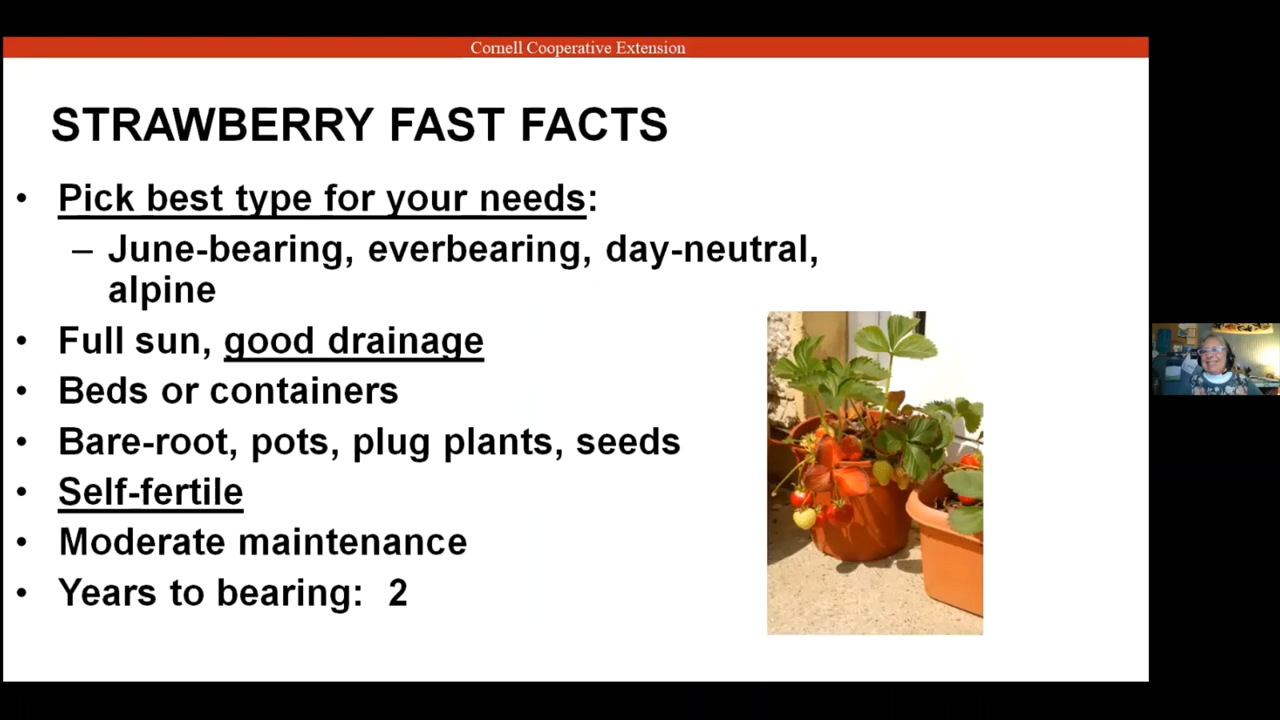 Cornell Cooperative Extension
STRAWBERRY FAST FACTS
• Pick best type for your needs:
– June-bearing, everbearing, day-neutral,
alpine
• Full sun, good drainage
• Beds or containers
• Bare-root, pots, plug plants, seeds
• Self-fertile
• Moderate maintenance
• Years to bearing: 2